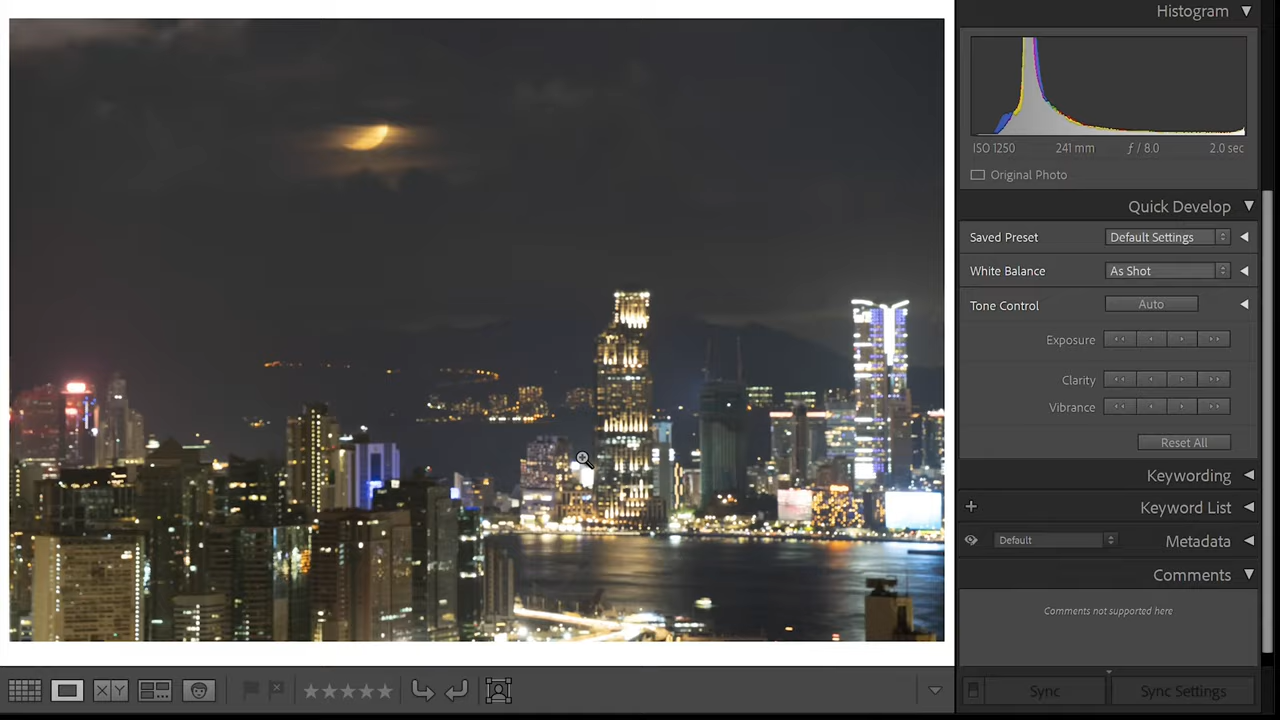 Histogram
ISO 1250 241 mm ƒ / 8.0 2.0 sec
Original Photo
Quick Develop
Saved Preset Default Settings
White Balance As Shot
Tone Control Auto
Exposure
Clarity
Vibrance
Reset All
Keywording
Keyword List
Default Metadata
Comments
Comments not supported here
X Y
Sync Sync Settings